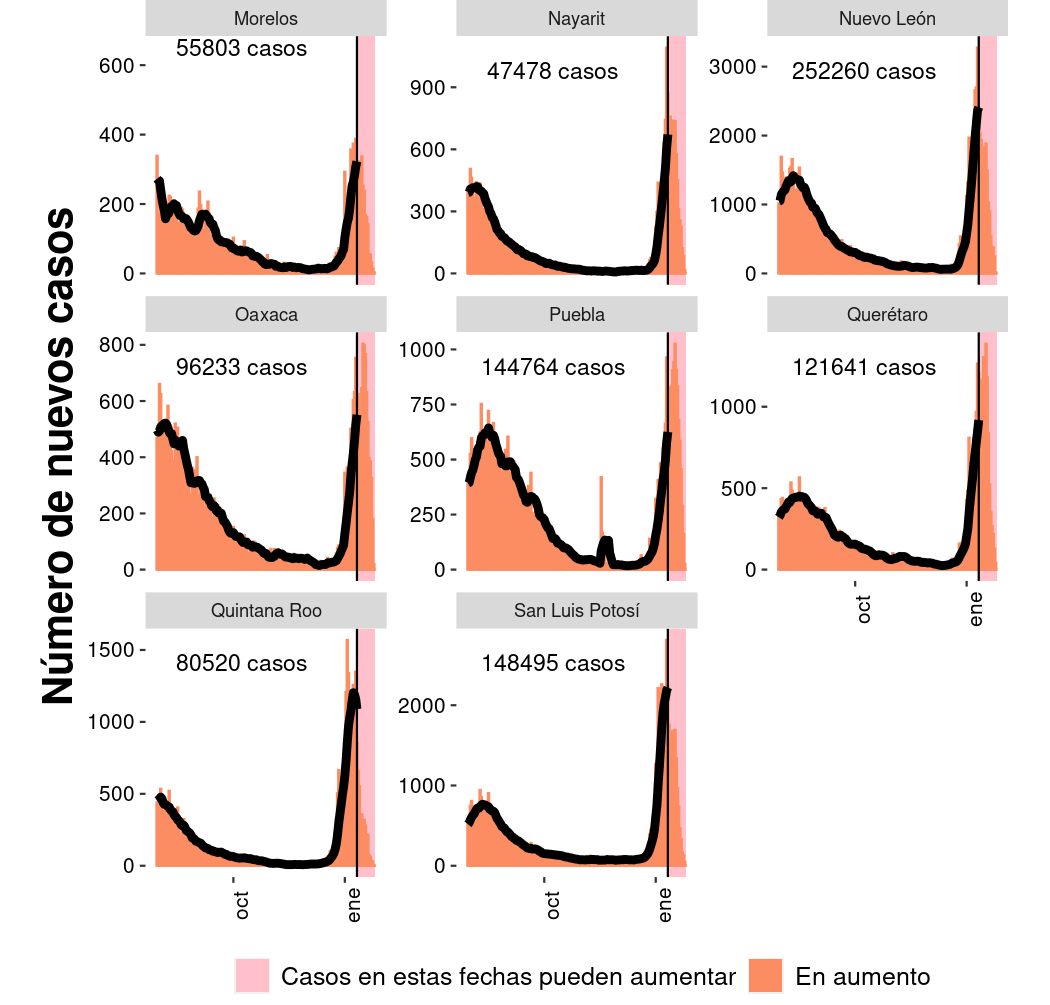 Número de nuevos casos
Morelos
55803 casos
600
400
200
0
Nayarit
47478 casos
900
600
300
0
Nuevo León
252260 casos
3000
2000
1000
0
Oaxaca
96233 casos
800
600
400
200
0
Puebla
144764 casos
1000
750
500
250
0
Querétaro
121641 casos
1000
500
0
oct
ene
Quintana Roo
80520 casos
1500
1000
500
0
oct
ene
San Luis Potosí
148495 casos
2000
1000
0
oct
ene
Casos en estas fechas pueden aumentar
En aumento